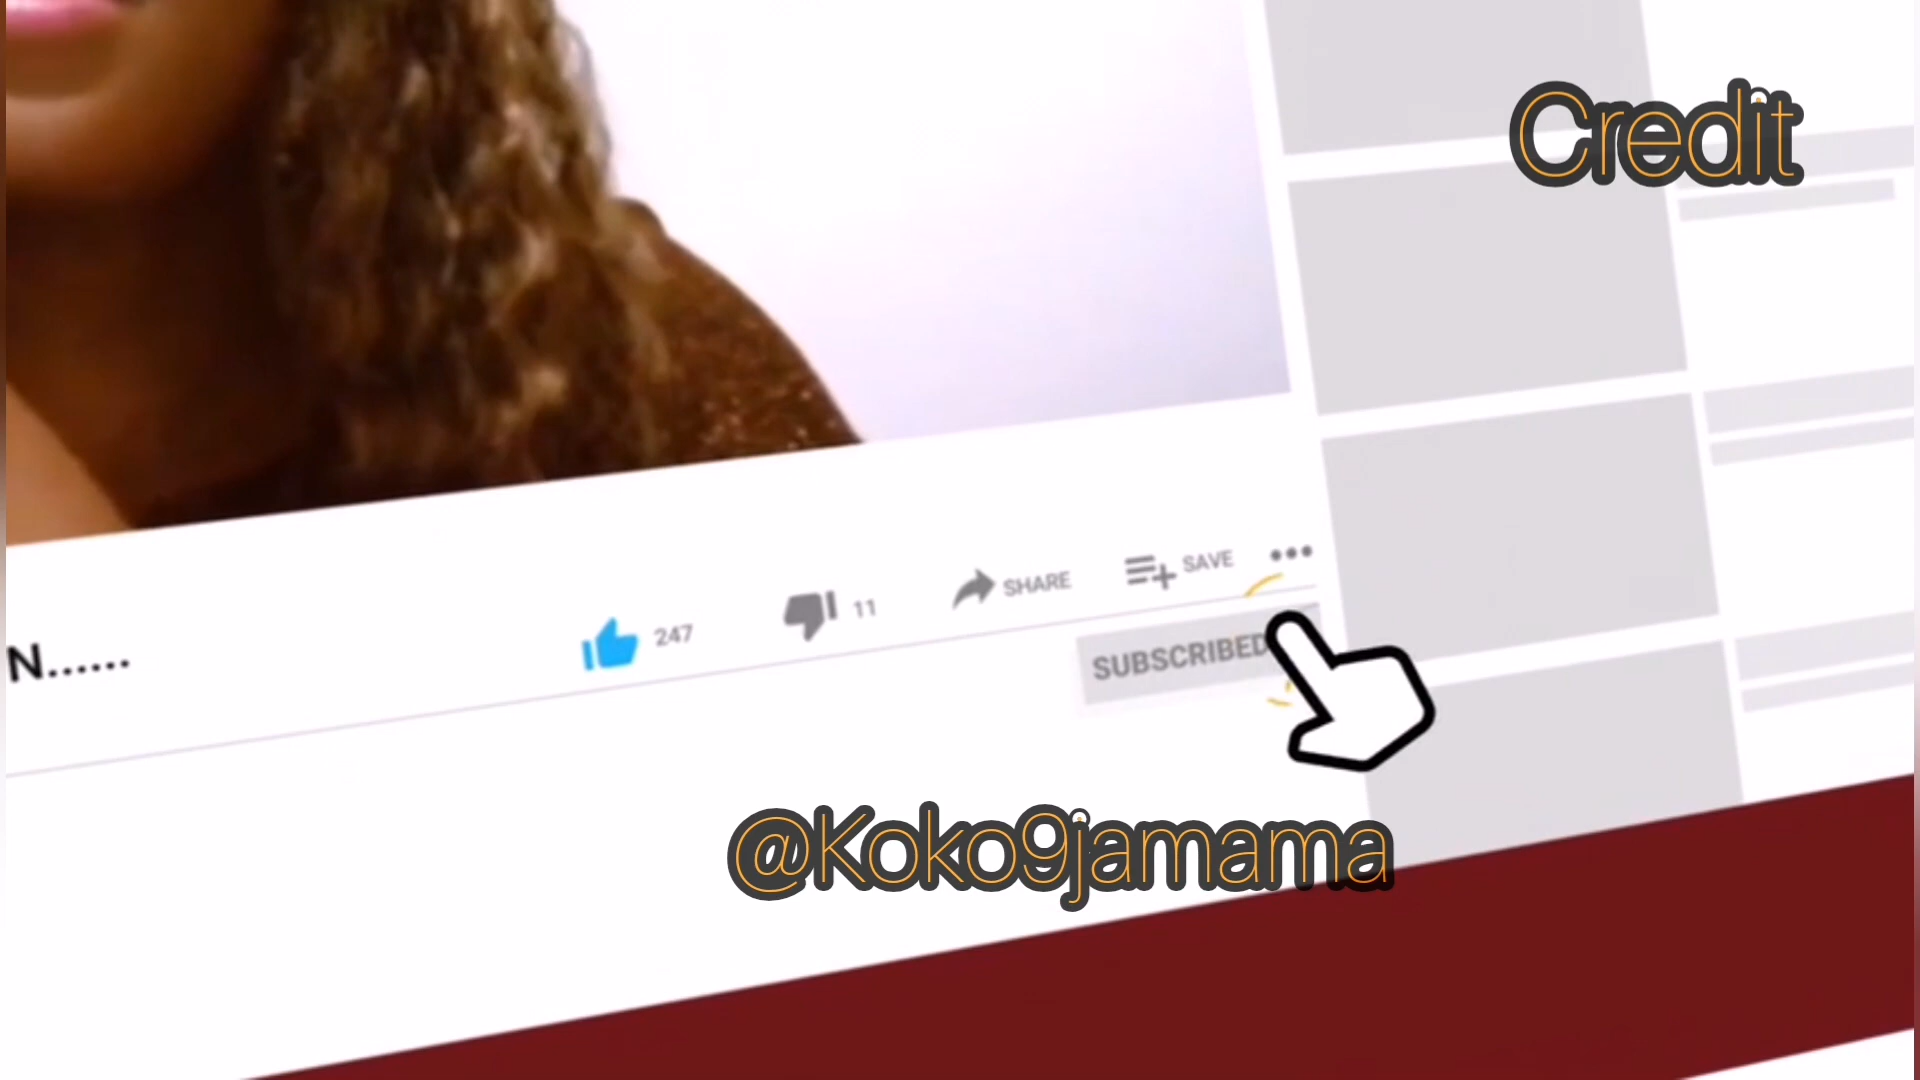 Credit
N......
247
11
SHARE
SAVE
SUBSCRIBED
@Koko9jamama